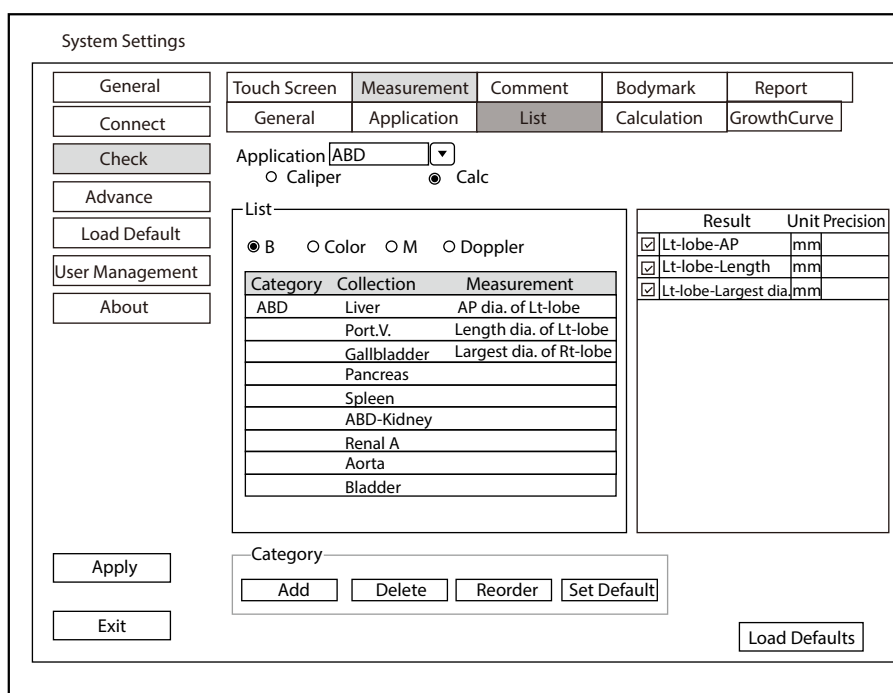 System Settings
General
Connect
Check
Advance
Load Default
User Management
About
Apply
Exit
Touch Screen Measurement Comment Bodymark Report
General Application List Calculation GrowthCurve
Application ABD
Caliper Calc
List
B Color M Doppler
Category Collection Measurement
ABD Liver AP dia. of Lt-lobe
Port.V. Length dia. of Lt-lobe
Gallbladder Largest dia. of Rt-lobe
Pancreas
Spleen
ABD-Kidney
Renal A
Aorta
Bladder
Result Unit Precision
Lt-lobe-AP mm
Lt-lobe-Length mm
Lt-lobe-Largest dia. mm
Category
Add Delete Reorder Set Default
Load Defaults